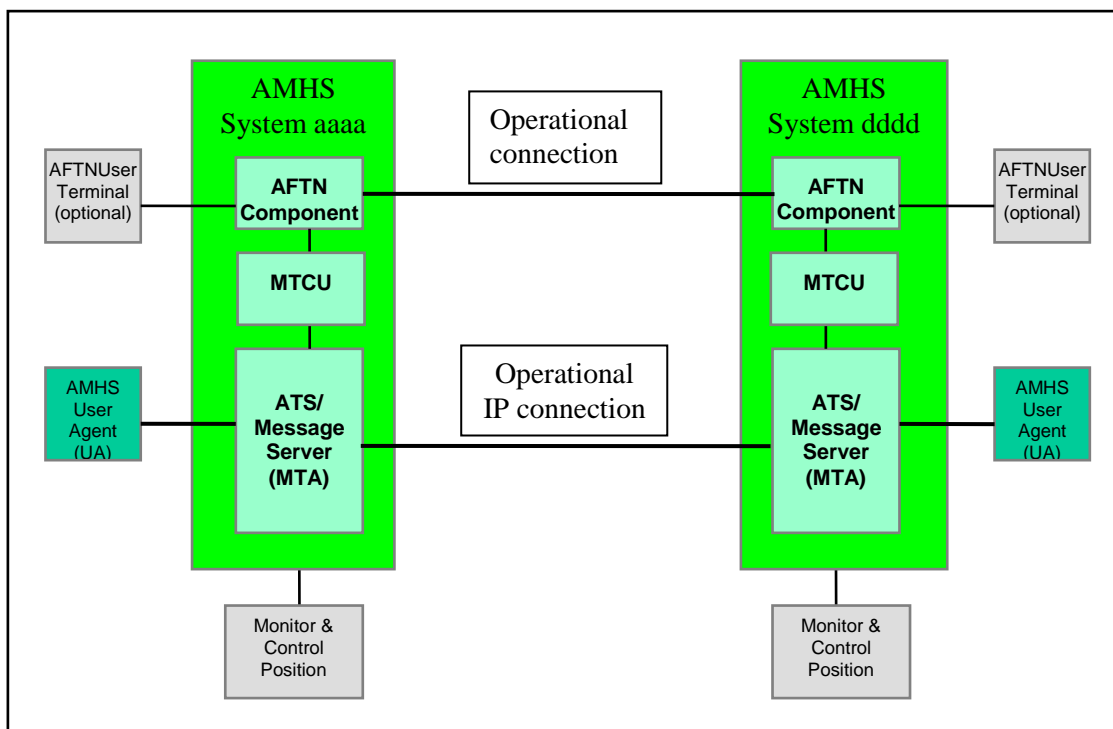 AMHS
System aaaa
AMHS
System dddd
Operational
connection
AFTNUser
Terminal
(optional)
AFTN
Component
AFTN
Component
AFTNUser
Terminal
(optional)
MTCU
MTCU
Operational
IP connection
AMHS
User
Agent
(UA)
ATS/
Message
Server
(MTA)
ATS/
Message
Server
(MTA)
AMHS
User
Agent
(UA)
Monitor &
Control
Position
Monitor &
Control
Position